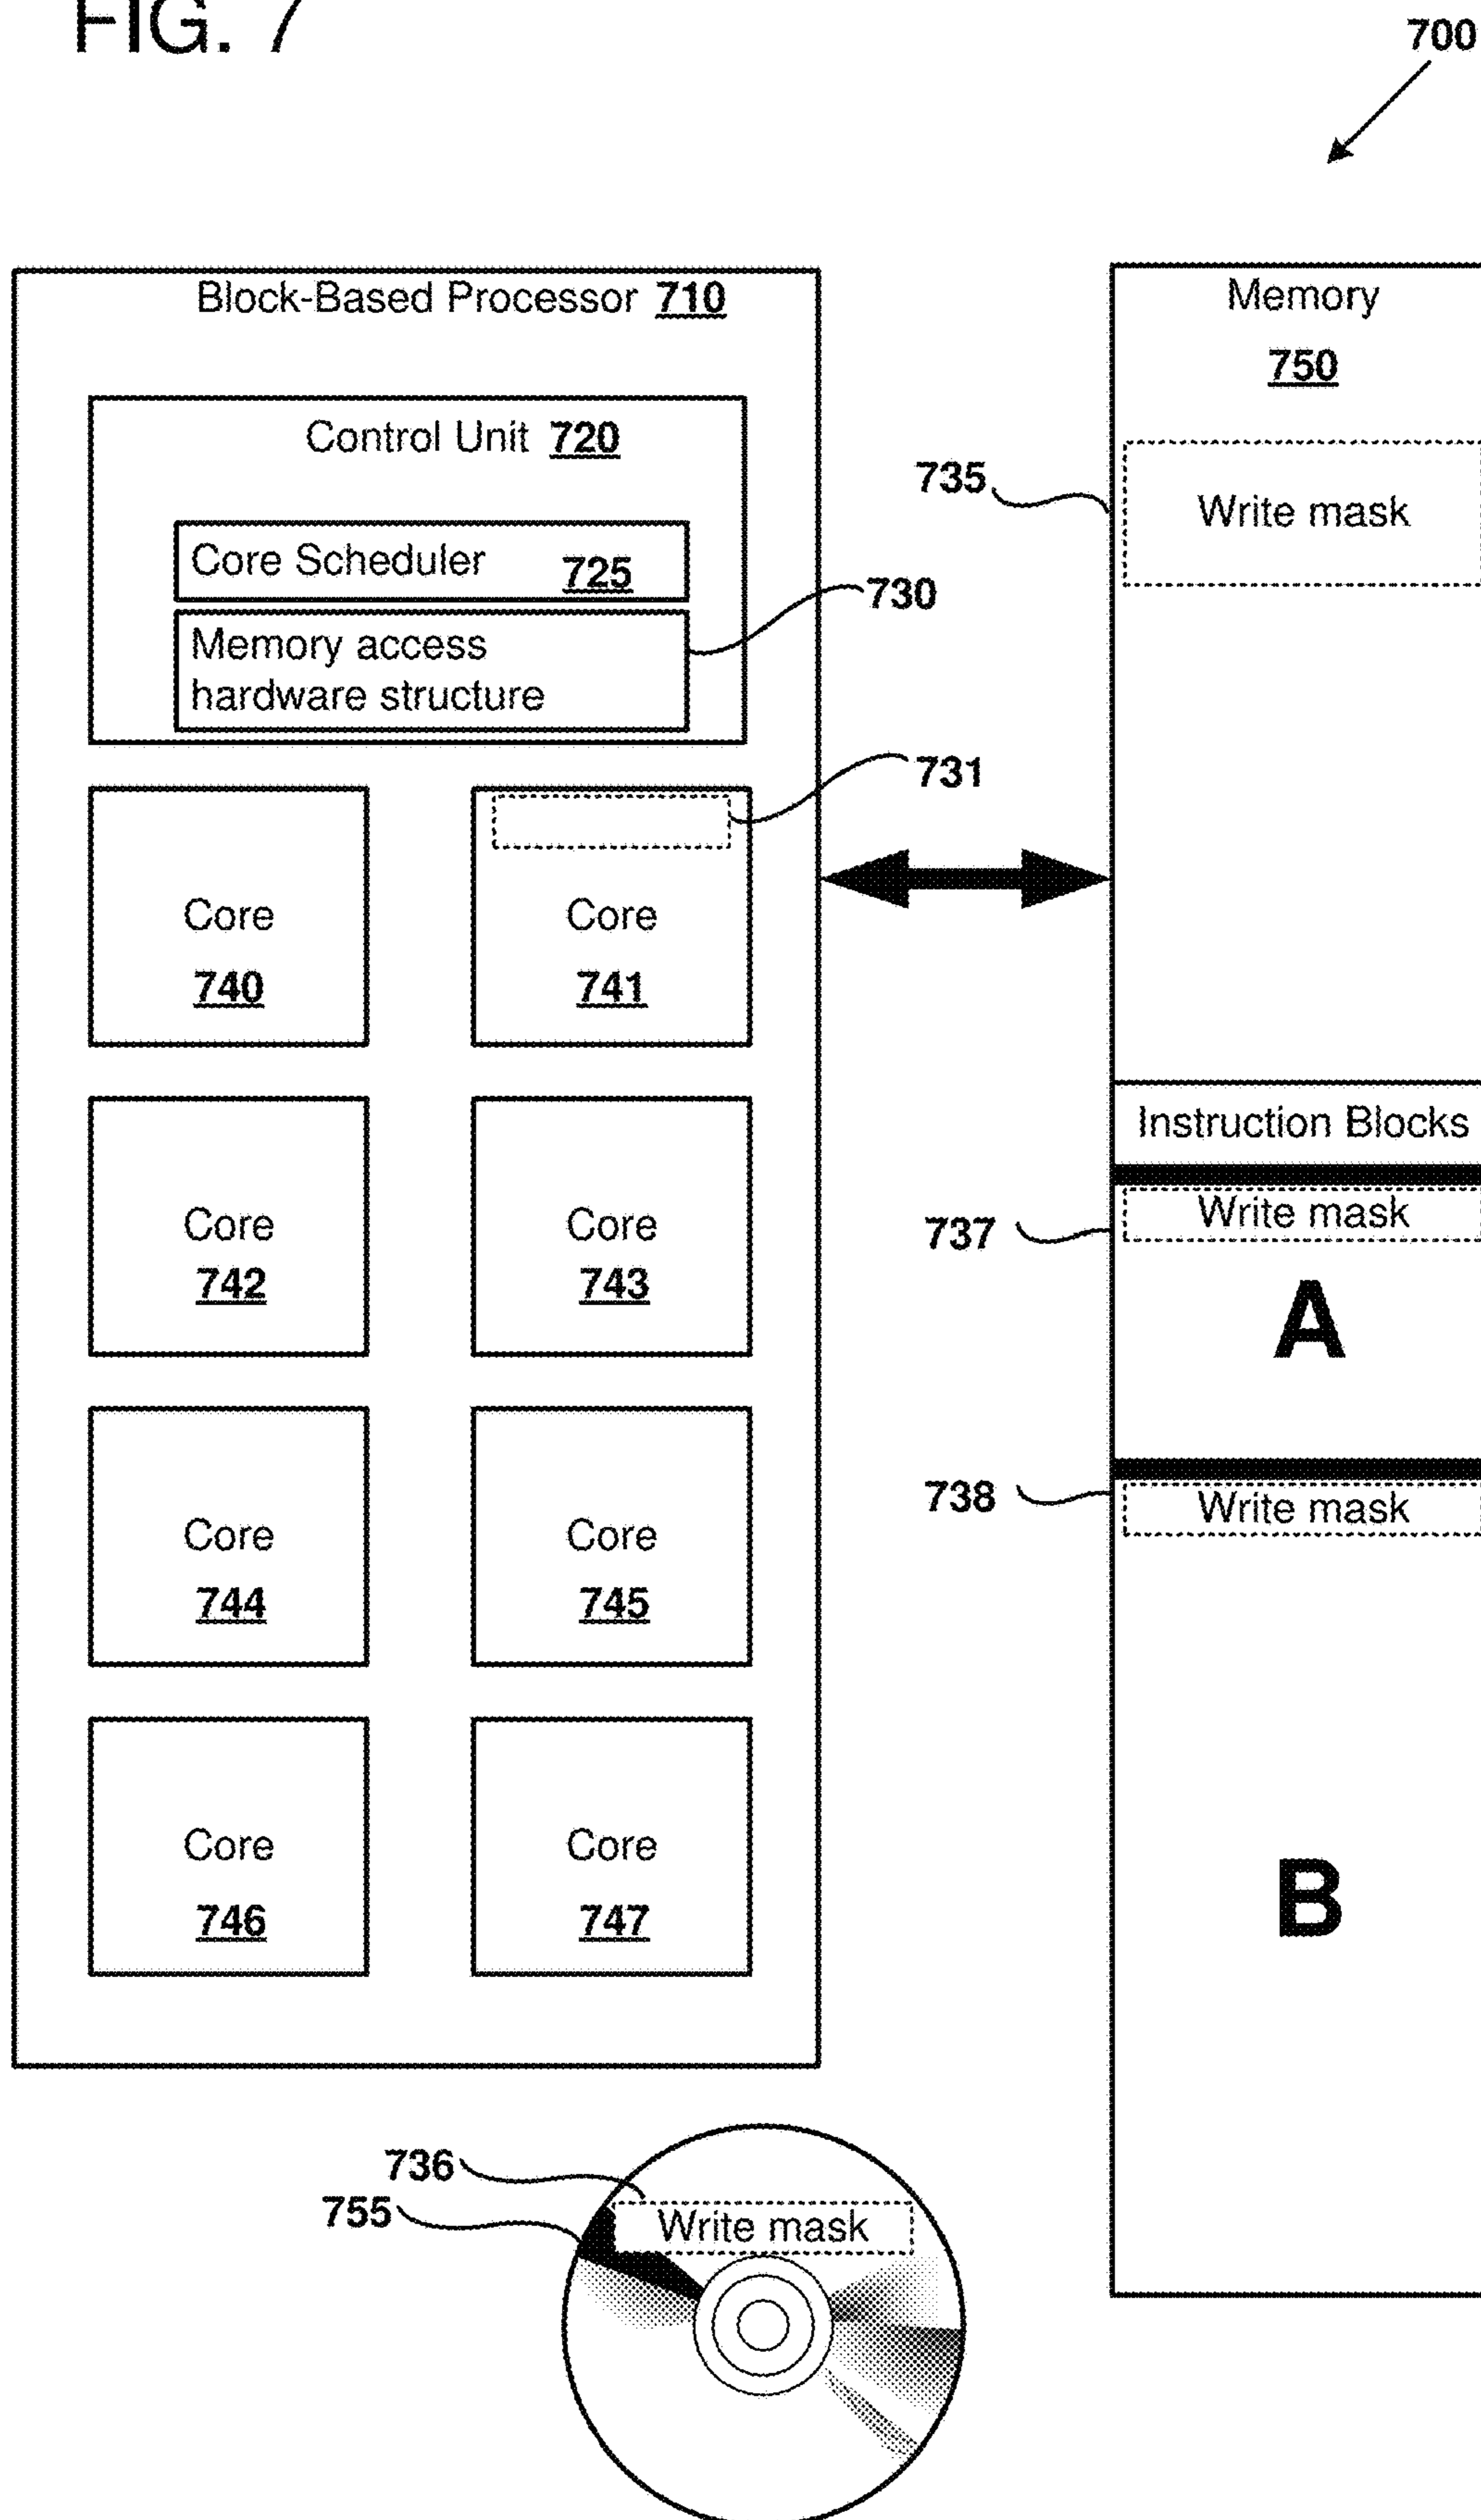 FIG. 7
700
Block-Based Processor 710
Control Unit 720
Core Scheduler 725
Memory access
hardware structure
730
731
Core
740
Core
741
Core
742
Core
743
Core
744
Core
745
Core
746
Core
747
Memory
750
735
Write mask
Instruction Blocks
737
Write mask
A
738
Write mask
B
736
755
Write mask